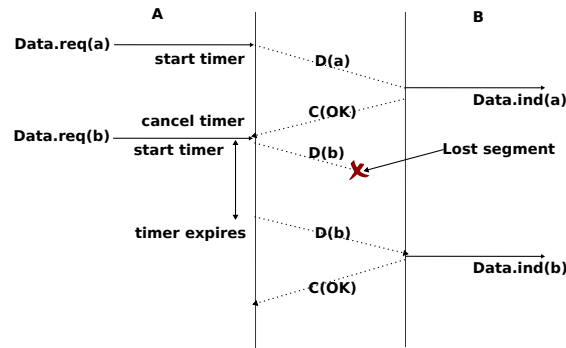 A
B
Data.req(a)
start timer
D(a)
Data.ind(a)
C(OK)
cancel timer
Data.req(b)
start timer
D(b)
Lost segment
timer expires
D(b)
Data.ind(b)
C(OK)